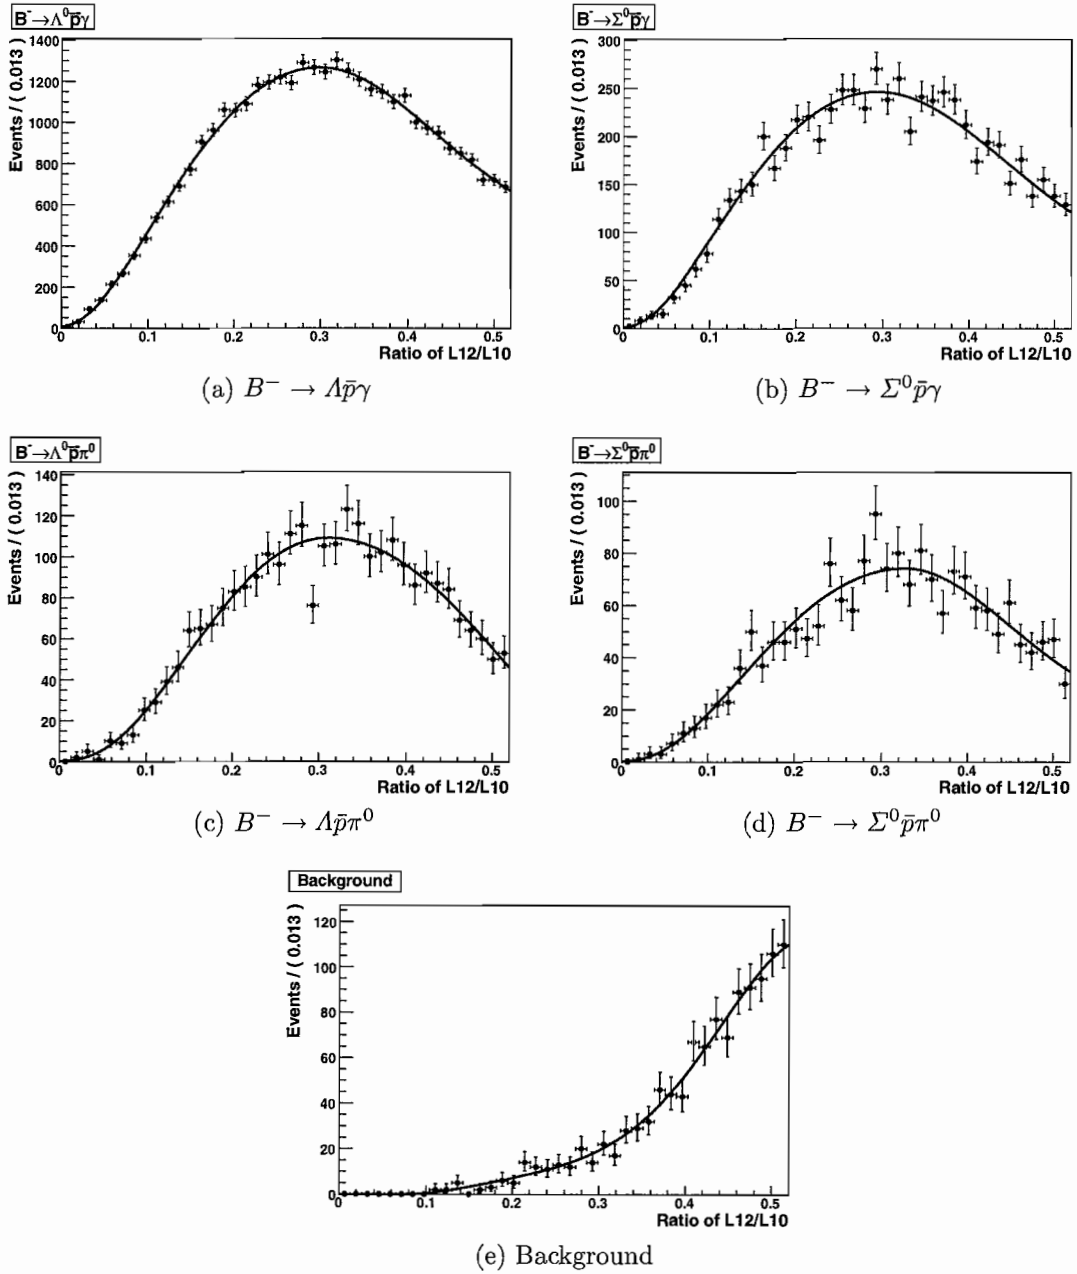 B⁻→Λ⁰p̄γ
Events / ( 0.013 )
1400
1200
1000
800
600
400
200
0
0 0.1 0.2 0.3 0.4 0.5
Ratio of L12/L10
(a) B⁻ → Λp̄γ
B⁻→Σ⁰p̄γ
Events / ( 0.013 )
300
250
200
150
100
50
0
0 0.1 0.2 0.3 0.4 0.5
Ratio of L12/L10
(b) B⁻ → Σ⁰p̄γ
B⁻→Λ⁰p̄π⁰
Events / ( 0.013 )
140
120
100
80
60
40
20
0
0 0.1 0.2 0.3 0.4 0.5
Ratio of L12/L10
(c) B⁻ → Λp̄π⁰
B⁻→Σ⁰p̄π⁰
Events / ( 0.013 )
100
80
60
40
20
0
0 0.1 0.2 0.3 0.4 0.5
Ratio of L12/L10
(d) B⁻ → Σ⁰p̄π⁰
Background
Events / ( 0.013 )
120
100
80
60
40
20
0
0 0.1 0.2 0.3 0.4 0.5
Ratio of L12/L10
(e) Background